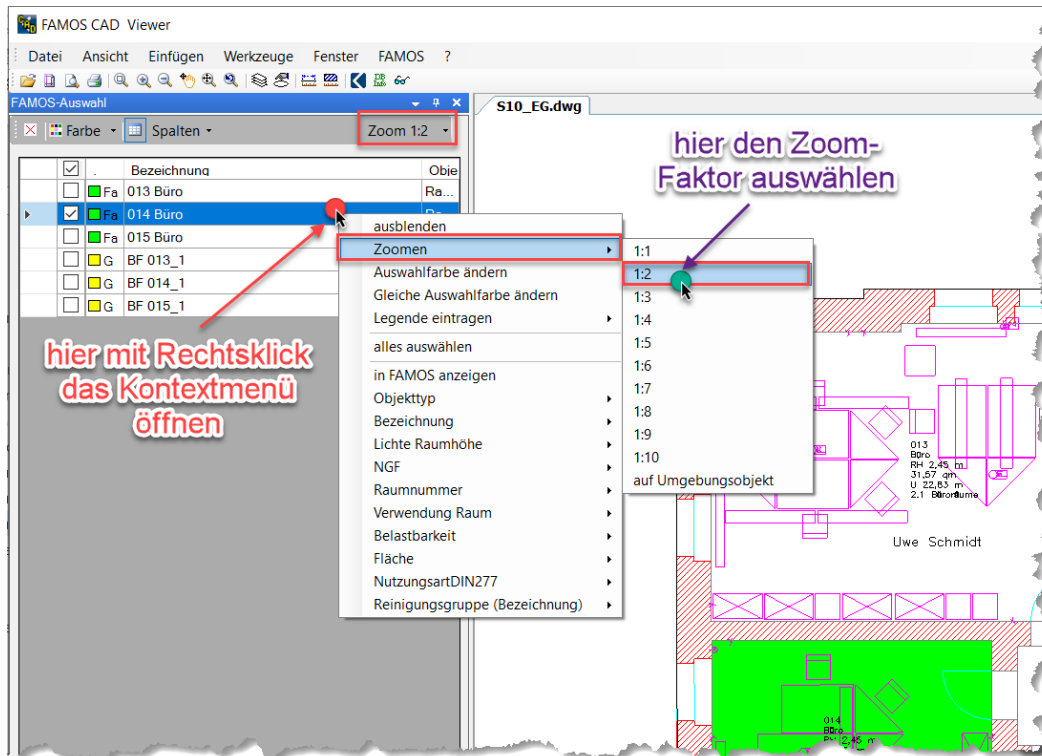 FAMOS CAD Viewer
Datei Ansicht Einfügen Werkzeuge Fenster FAMOS ?
FAMOS-Auswahl
S10_EG.dwg
Farbe Spalten Zoom 1:2
hier den Zoom-
Faktor auswählen
. Bezeichnung Obje
Fa 013 Büro Ra...
Fa 014 Büro
Fa 015 Büro
G BF 013_1
G BF 014_1
G BF 015_1
hier mit Rechtsklick
das Kontextmenü
öffnen
ausblenden
Zoomen
Auswahlfarbe ändern
Gleiche Auswahlfarbe ändern
Legende eintragen
alles auswählen
in FAMOS anzeigen
Objekttyp
Bezeichnung
Lichte Raumhöhe
NGF
Raumnummer
Verwendung Raum
Belastbarkeit
Fläche
NutzungsartDIN277
Reinigungsgruppe (Bezeichnung)
1:1
1:2
1:3
1:4
1:5
1:6
1:7
1:8
1:9
1:10
auf Umgebungsobjekt
013
Büro
RH 2,45 m
31,57 qm
U 22,83 m
2.1 Büroräume
Uwe Schmidt
014
Büro